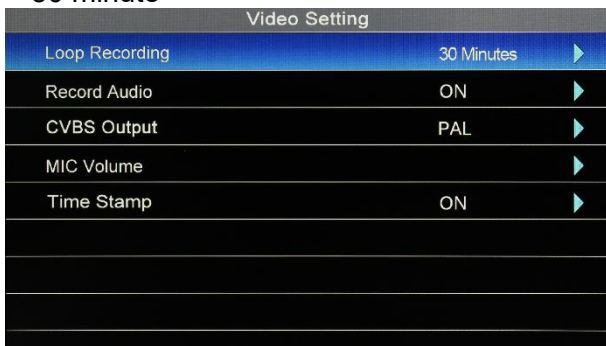 Video Setting
Loop Recording 30 Minutes
Record Audio ON
CVBS Output PAL
MIC Volume
Time Stamp ON